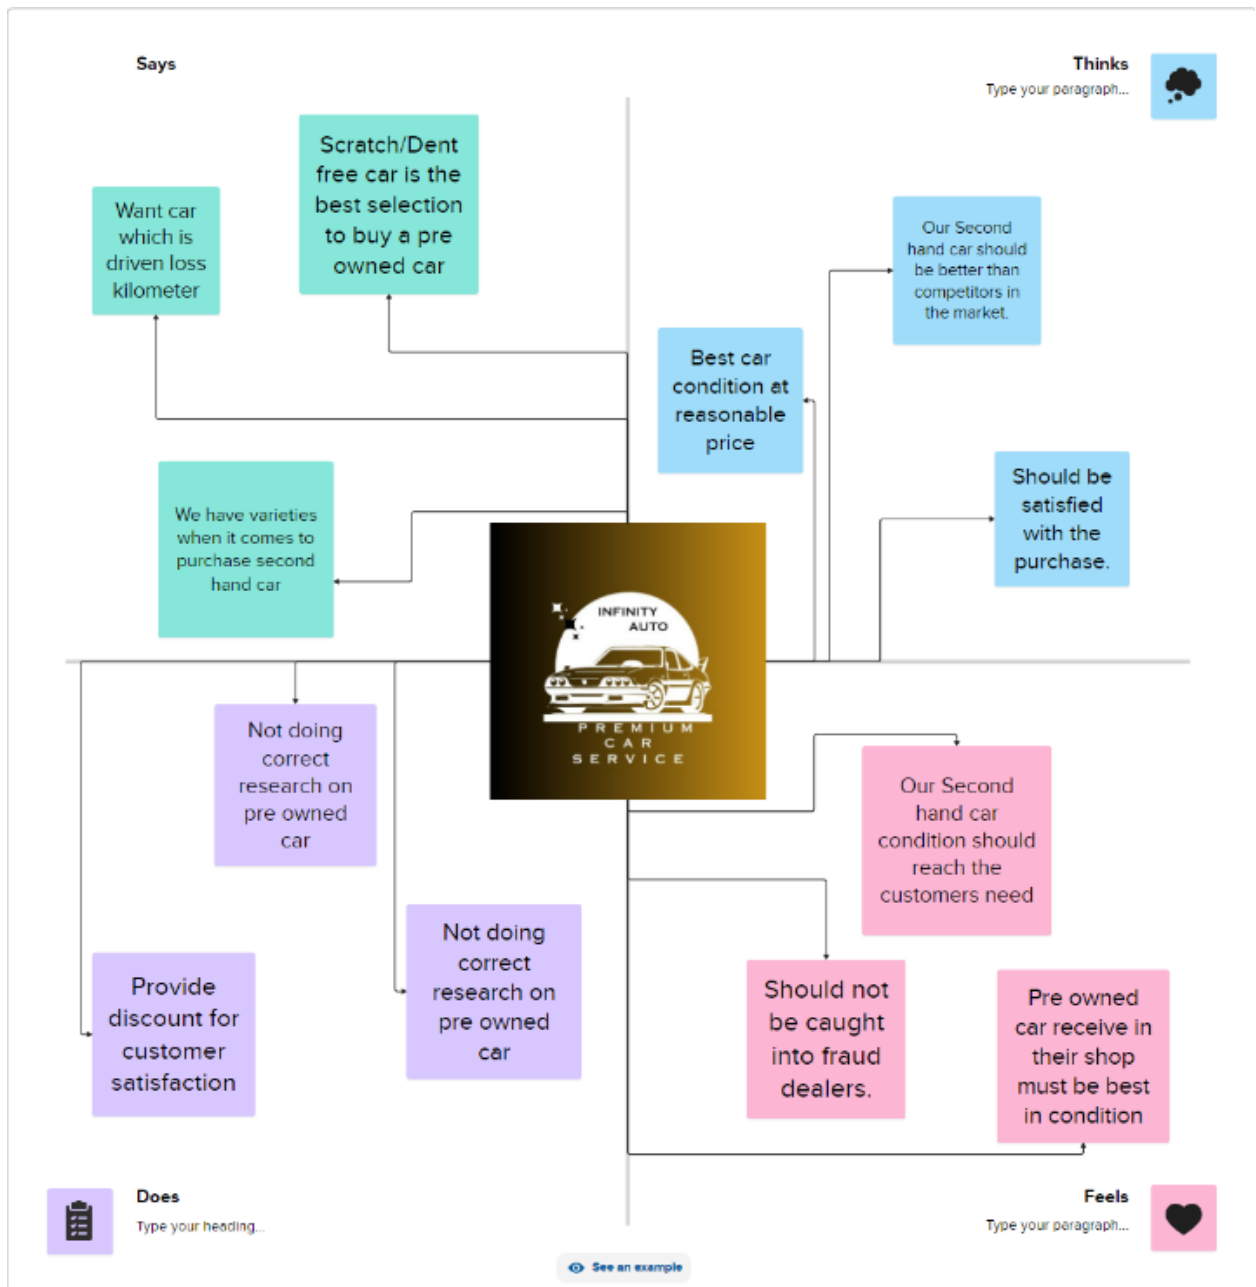 Says
Thinks
Type your paragraph...
Scratch/Dent
free car is the
best selection
to buy a pre
owned car
Want car
which is
driven loss
kilometer
Our Second
hand car should
be better than
competitors in
the market.
Best car
condition at
reasonable
price
Should be
satisfied
with the
purchase.
We have varieties
when it comes to
purchase second
hand car
INFINITY
AUTO
PREMIUM
CAR
SERVICE
Not doing
correct
research on
pre owned
car
Our Second
hand car
condition should
reach the
customers need
Not doing
correct
research on
pre owned
car
Provide
discount for
customer
satisfaction
Should not
be caught
into fraud
dealers.
Pre owned
car receive in
their shop
must be best
in condition
Does
Type your heading...
Feels
Type your paragraph...
See an example